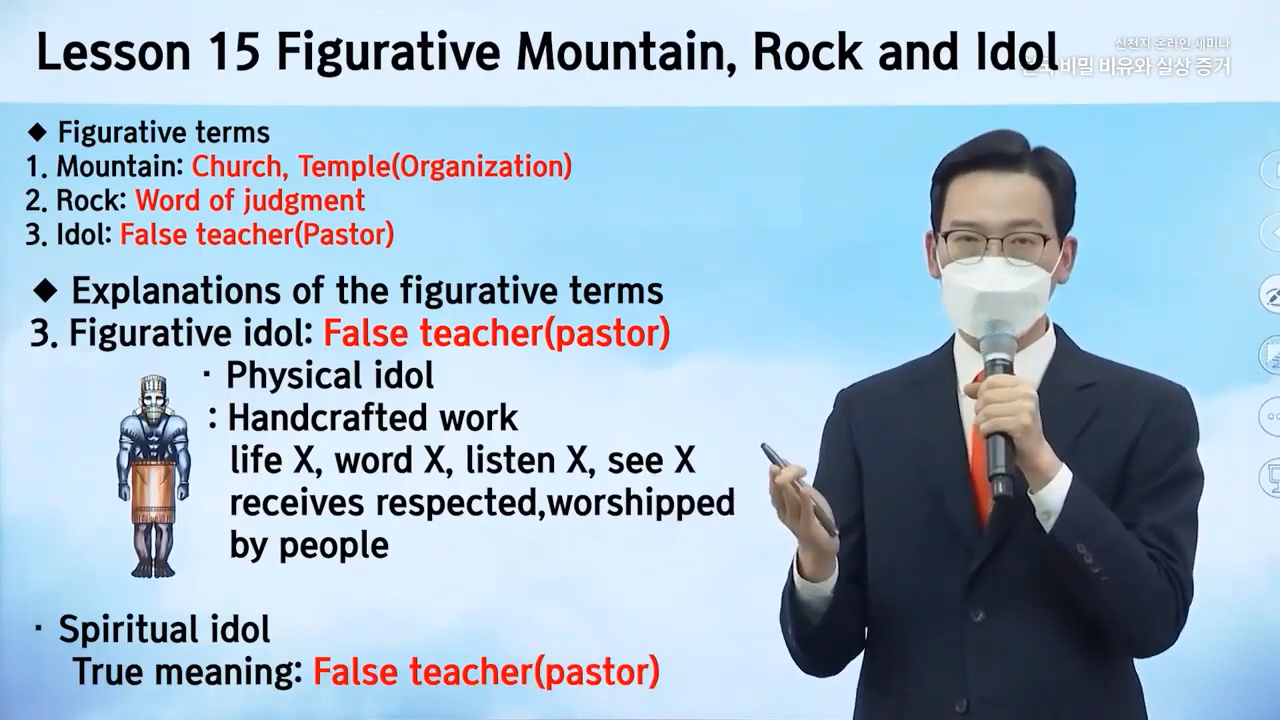 Lesson 15 Figurative Mountain, Rock and Idol
신천지 온라인 세미나
비밀 비유와 실상 증거
◆ Figurative terms
1. Mountain: Church, Temple(Organization)
2. Rock: Word of judgment
3. Idol: False teacher(Pastor)
◆ Explanations of the figurative terms
3. Figurative idol: False teacher(pastor)
· Physical idol
: Handcrafted work
life X, word X, listen X, see X
receives respected,worshipped
by people
· Spiritual idol
True meaning: False teacher(pastor)